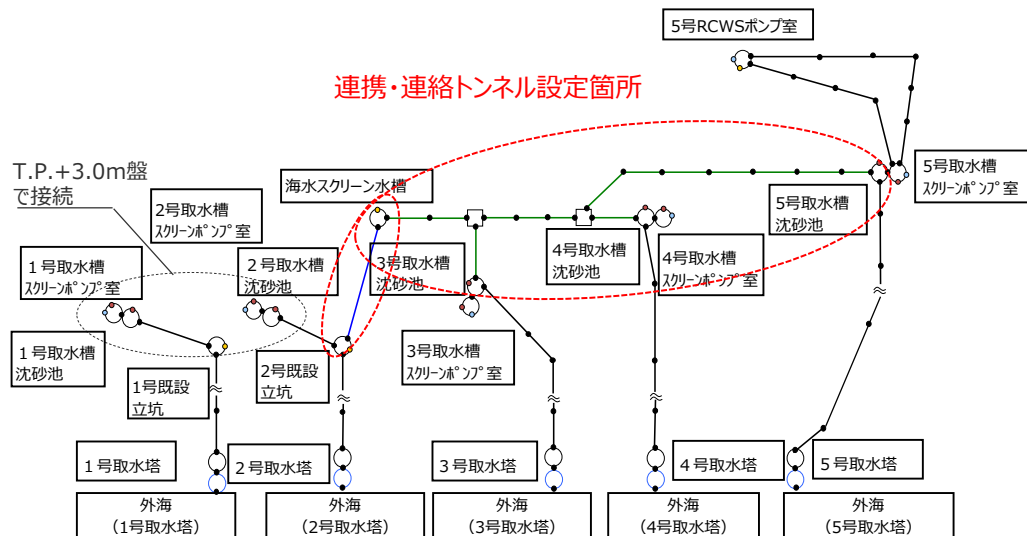 5号RCWSポンプ室
連携・連絡トンネル設定箇所
T.P.+3.0m盤
で接続
2号取水槽
スクリーンポンプ室
海水スクリーン水槽
5号取水槽
スクリーンポンプ室
5号取水槽
沈砂池
1号取水槽
スクリーンポンプ室
2号取水槽
沈砂池
3号取水槽
沈砂池
4号取水槽
沈砂池
4号取水槽
スクリーンポンプ室
1号取水槽
沈砂池
1号既設
立坑
2号既設
立坑
3号取水槽
スクリーンポンプ室
1号取水塔
2号取水塔
3号取水塔
4号取水塔
5号取水塔
外海
(1号取水塔)
外海
(2号取水塔)
外海
(3号取水塔)
外海
(4号取水塔)
外海
(5号取水塔)